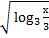 √(log₃ x/3)